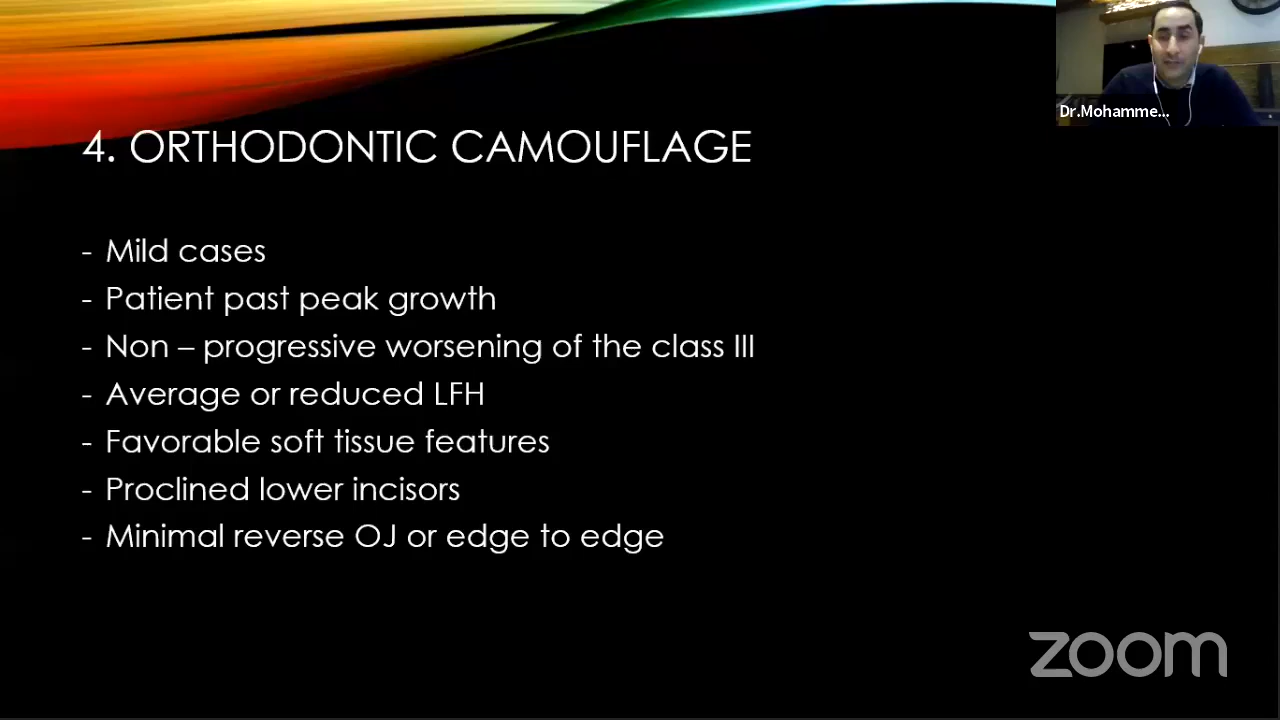 Dr.Mohamme...
4. ORTHODONTIC CAMOUFLAGE
- Mild cases
- Patient past peak growth
- Non – progressive worsening of the class III
- Average or reduced LFH
- Favorable soft tissue features
- Proclined lower incisors
- Minimal reverse OJ or edge to edge
zoom